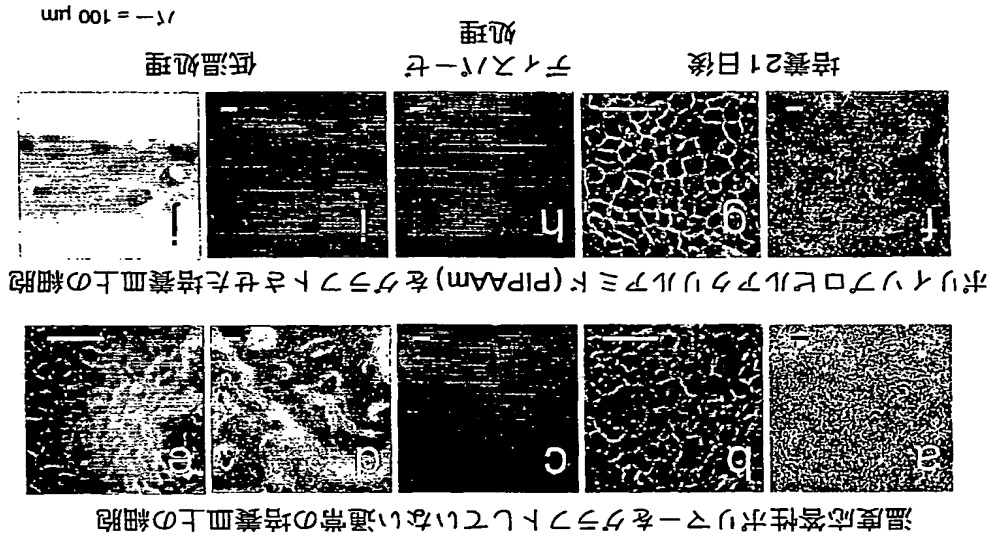 温度応答性ポリマーをグラフトしていない通常の培養皿上の細胞
a b c d e
ポリイソプロピルアクリルアミド (PIPAAm) をグラフトさせた培養皿上の細胞
f g h i j
培養21日後 ディスパーゼ 低温処理
処理
バー = 100 µm